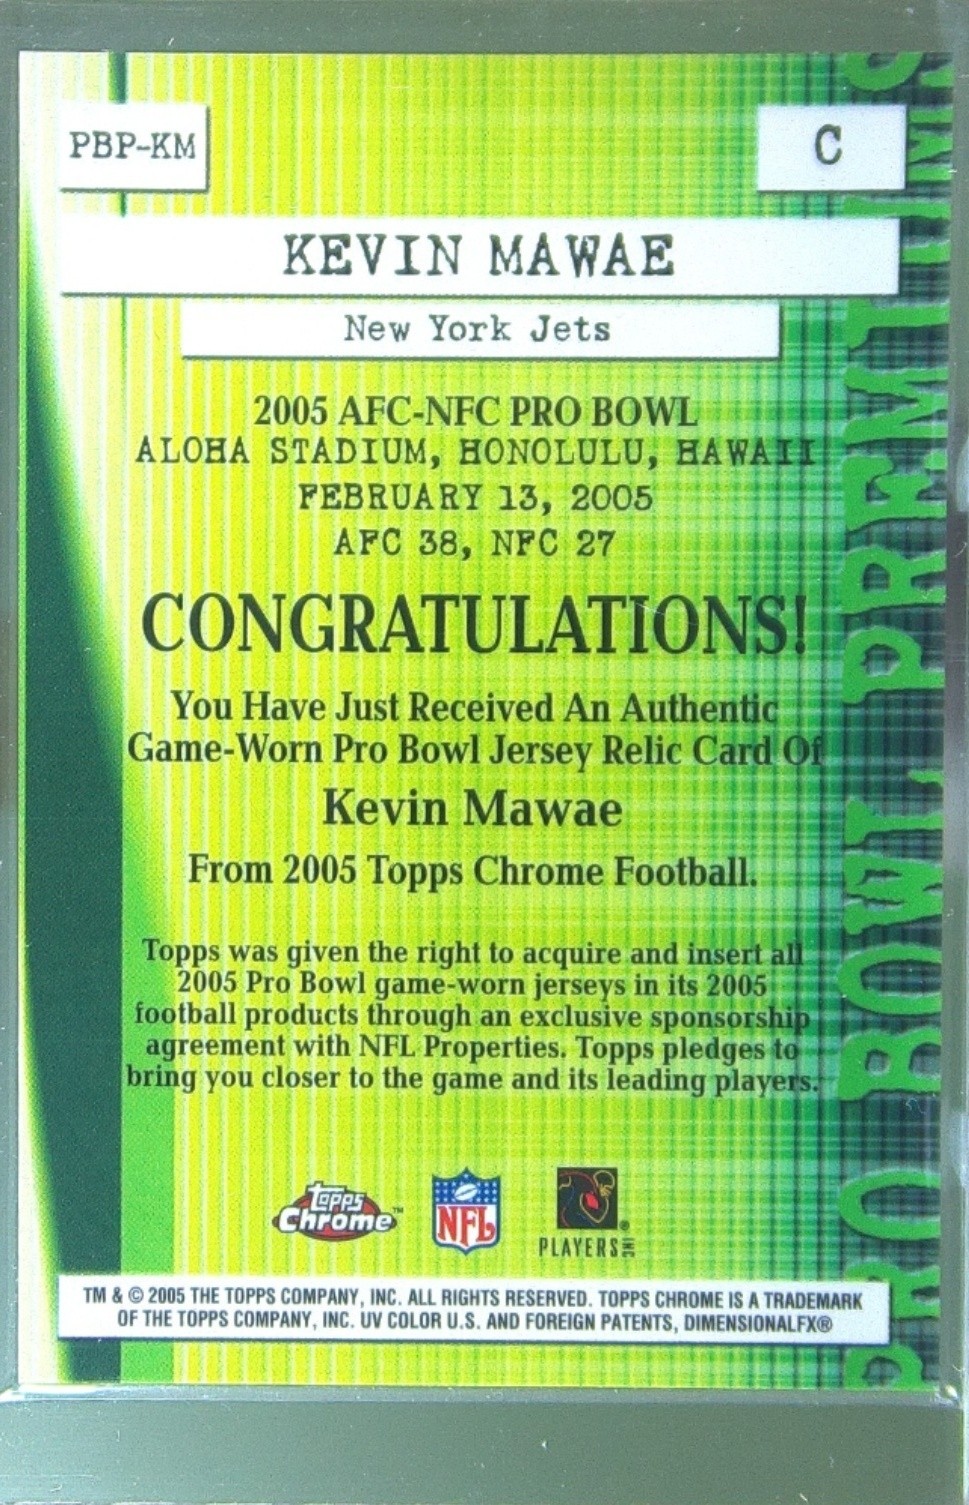 PBP-KM
C
KEVIN MAWAE
New York Jets
2005 AFC-NFC PRO BOWL
ALOHA STADIUM, HONOLULU, HAWAII
FEBRUARY 13, 2005
AFC 38, NFC 27
CONGRATULATIONS!
You Have Just Received An Authentic
Game-Worn Pro Bowl Jersey Relic Card Of
Kevin Mawae
From 2005 Topps Chrome Football.
Topps was given the right to acquire and insert all
2005 Pro Bowl game-worn jerseys in its 2005
football products through an exclusive sponsorship
agreement with NFL Properties. Topps pledges to
bring you closer to the game and its leading players.
Topps
Chrome™
NFL
PLAYERS INC ®
TM & © 2005 THE TOPPS COMPANY, INC. ALL RIGHTS RESERVED. TOPPS CHROME IS A TRADEMARK
OF THE TOPPS COMPANY, INC. UV COLOR U.S. AND FOREIGN PATENTS, DIMENSIONALFX®
PRO BOWL PREMIUMS